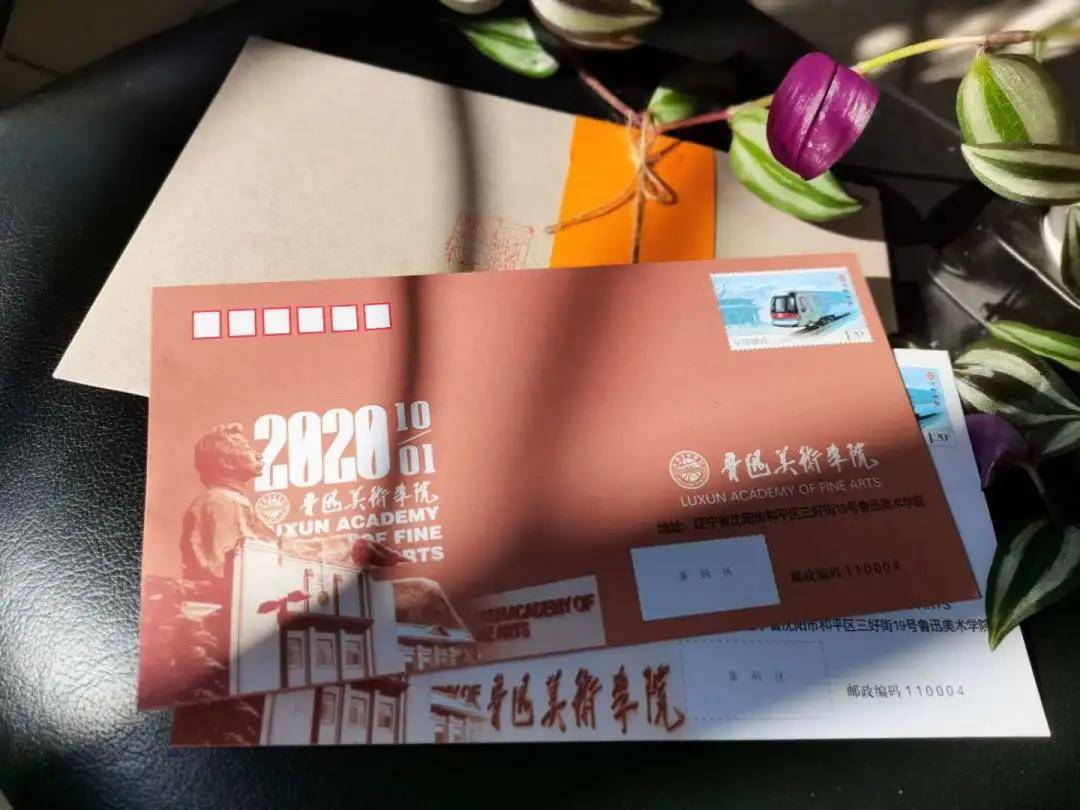 中国邮政
1.20
2020
10
01
鲁迅美術學院
LUXUN ACADEMY
OF FINE
ARTS
鲁迅美術學院
LUXUN ACADEMY OF FINE ARTS
地址: 辽宁省沈阳市和平区三好街19号鲁迅美术学院
条 码 区
邮政编码 110004
ACADEMY OF
FINE ARTS
1.20
ARTS
沈阳市和平区三好街19号鲁迅美术学院
鲁迅美術學院
条 码 区
邮政编码 110004